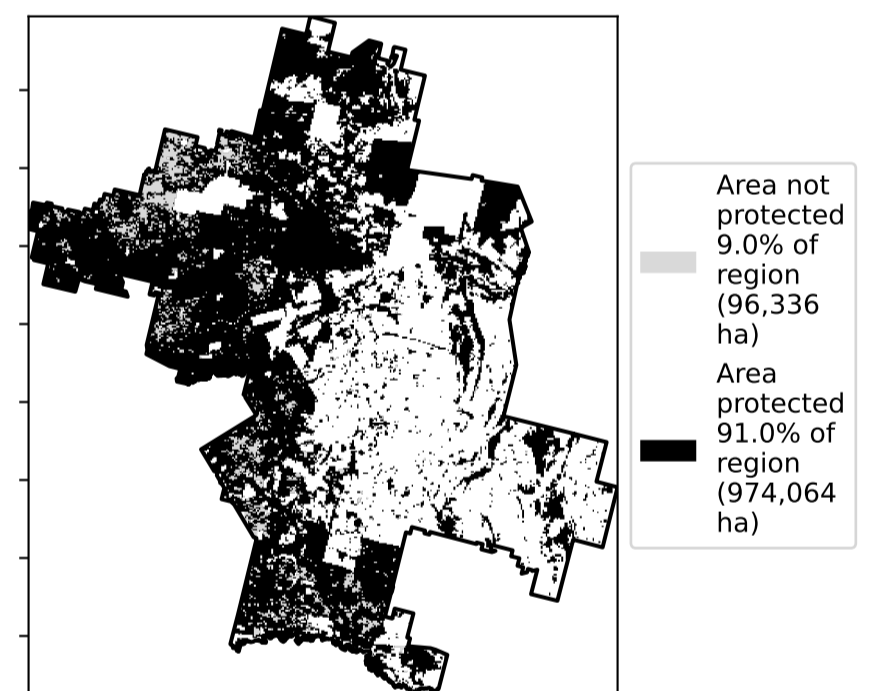 Area not
protected
9.0% of
region
(96,336
ha)
Area
protected
91.0% of
region
(974,064
ha)